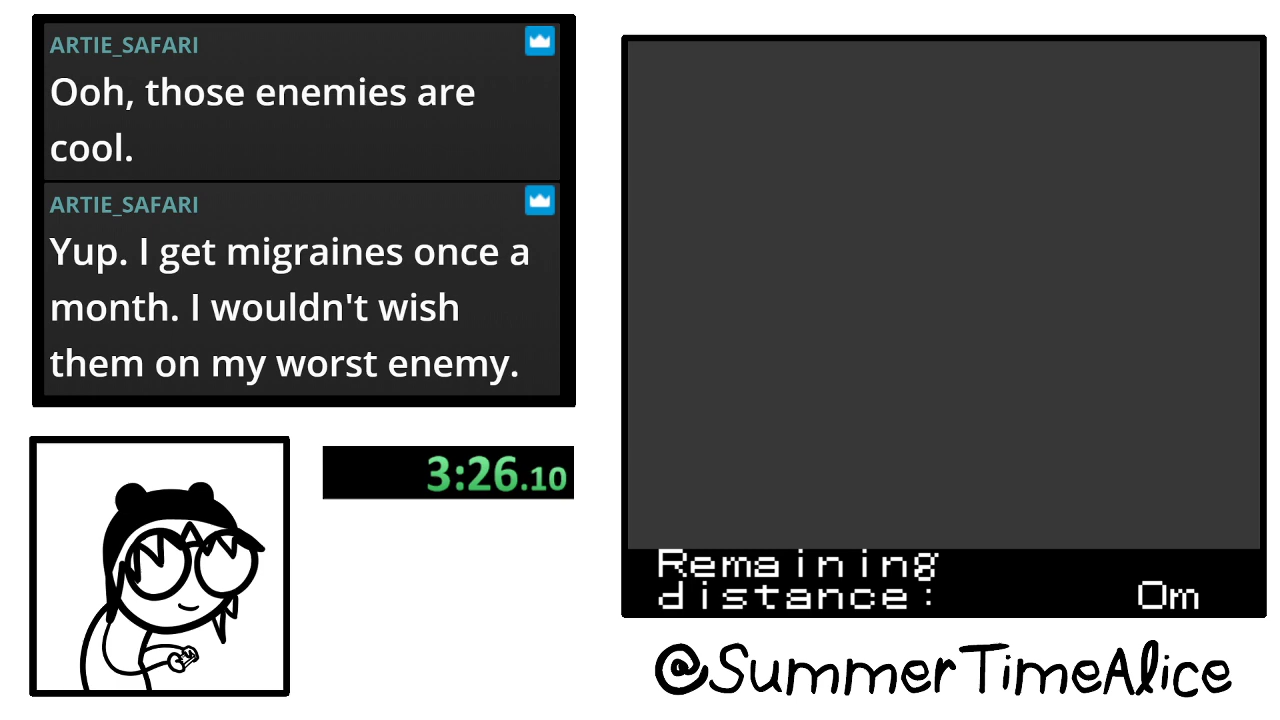 ARTIE_SAFARI
Ooh, those enemies are
cool.
ARTIE_SAFARI
Yup. I get migraines once a
month. I wouldn't wish
them on my worst enemy.
3:26.10
Remaining
distance: 0m
@SummerTimeAlice